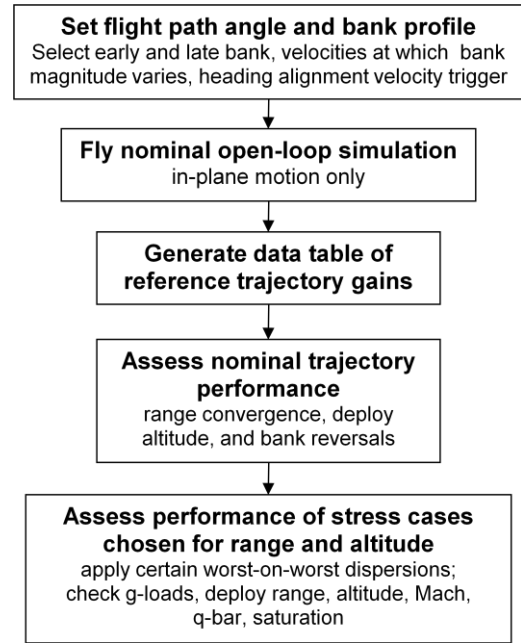 Set flight path angle and bank profile
Select early and late bank, velocities at which bank
magnitude varies, heading alignment velocity trigger
Fly nominal open-loop simulation
in-plane motion only
Generate data table of
reference trajectory gains
Assess nominal trajectory
performance
range convergence, deploy
altitude, and bank reversals
Assess performance of stress cases
chosen for range and altitude
apply certain worst-on-worst dispersions;
check g-loads, deploy range, altitude, Mach,
q-bar, saturation